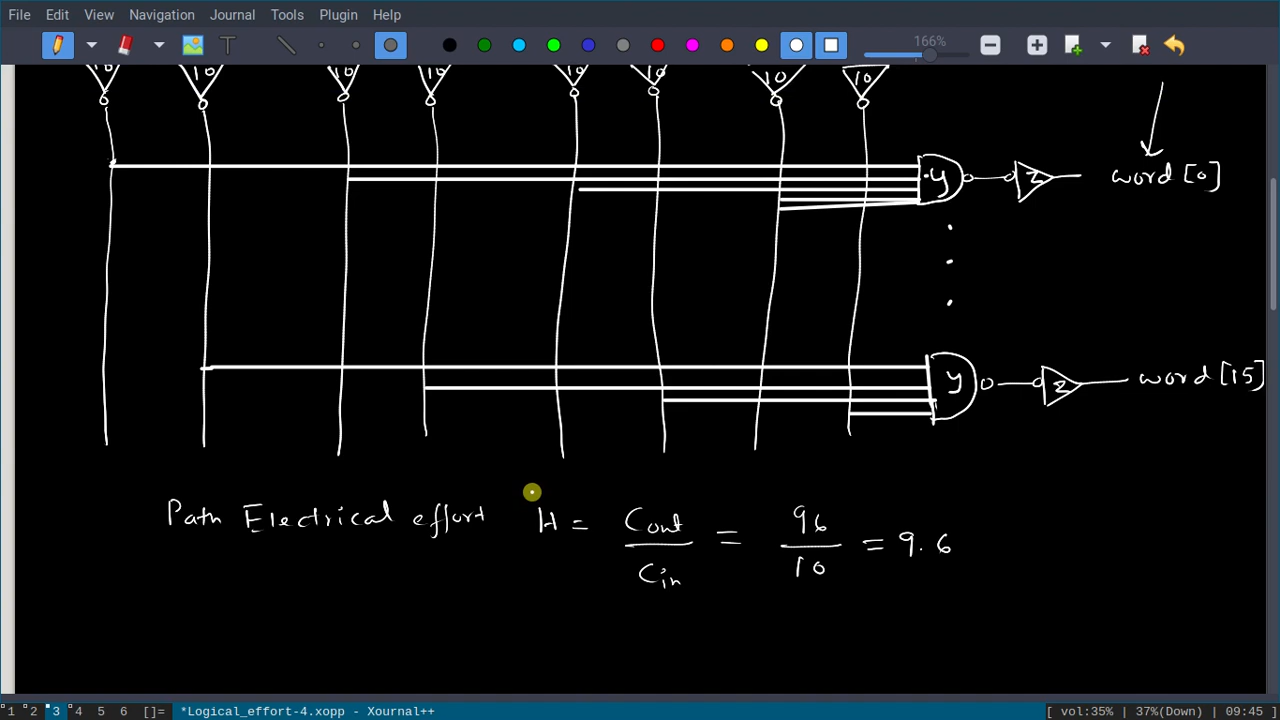 File Edit View Navigation Journal Tools Plugin Help
T 166%
10 10 10 10 10 10 10 10
y z word [0]
y z word [15]
Path Electrical effort H = Cout / Cin = 96 / 10 = 9.6
1 2 3 4 5 6 []= *Logical_effort-4.xopp - Xournal++ [ vol:35% | 37%(Down) | 09:45